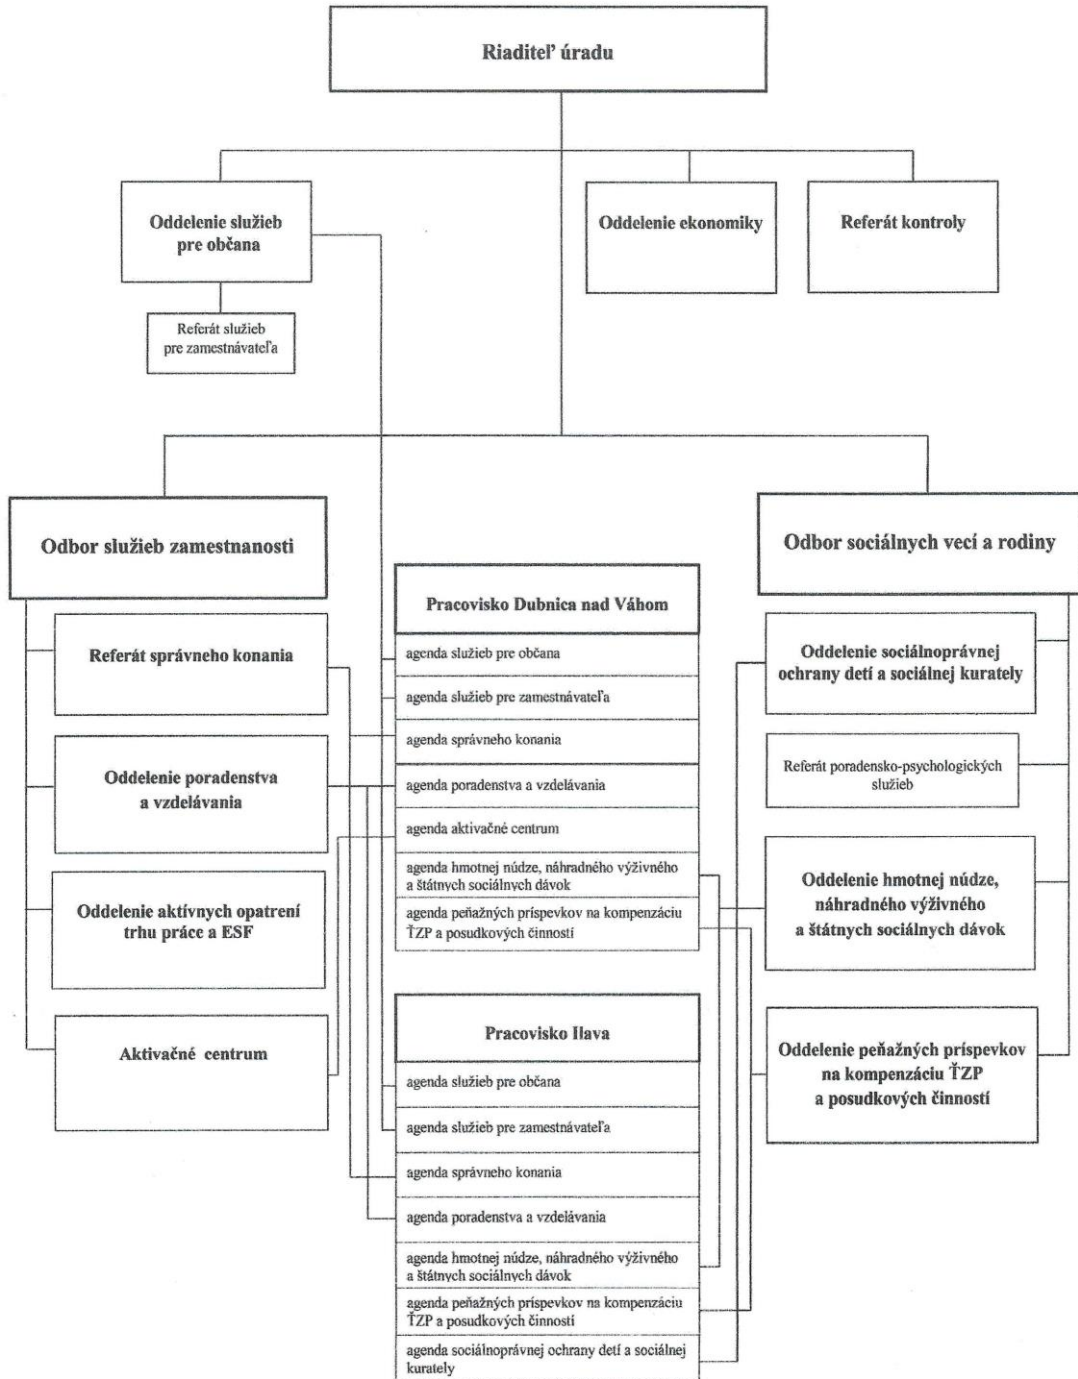 Riaditeľ úradu
Oddelenie služieb
pre občana
Oddelenie ekonomiky
Referát kontroly
Referát služieb
pre zamestnávateľa
Odbor služieb zamestnanosti
Odbor sociálnych vecí a rodiny
Referát správneho konania
Oddelenie poradenstva
a vzdelávania
Oddelenie aktívnych opatrení
trhu práce a ESF
Aktivačné centrum
Pracovisko Dubnica nad Váhom
agenda služieb pre občana
agenda služieb pre zamestnávateľa
agenda správneho konania
agenda poradenstva a vzdelávania
agenda aktivačné centrum
agenda hmotnej núdze, náhradného výživného
a štátnych sociálnych dávok
agenda peňažných príspevkov na kompenzáciu
ŤZP a posudkových činností
Pracovisko Ilava
agenda služieb pre občana
agenda služieb pre zamestnávateľa
agenda správneho konania
agenda poradenstva a vzdelávania
agenda hmotnej núdze, náhradného výživného
a štátnych sociálnych dávok
agenda peňažných príspevkov na kompenzáciu
ŤZP a posudkových činností
agenda sociálnoprávnej ochrany detí a sociálnej
kurately
Oddelenie sociálnoprávnej
ochrany detí a sociálnej kurately
Referát poradensko-psychologických
služieb
Oddelenie hmotnej núdze,
náhradného výživného
a štátnych sociálnych dávok
Oddelenie peňažných príspevkov
na kompenzáciu ŤZP
a posudkových činností